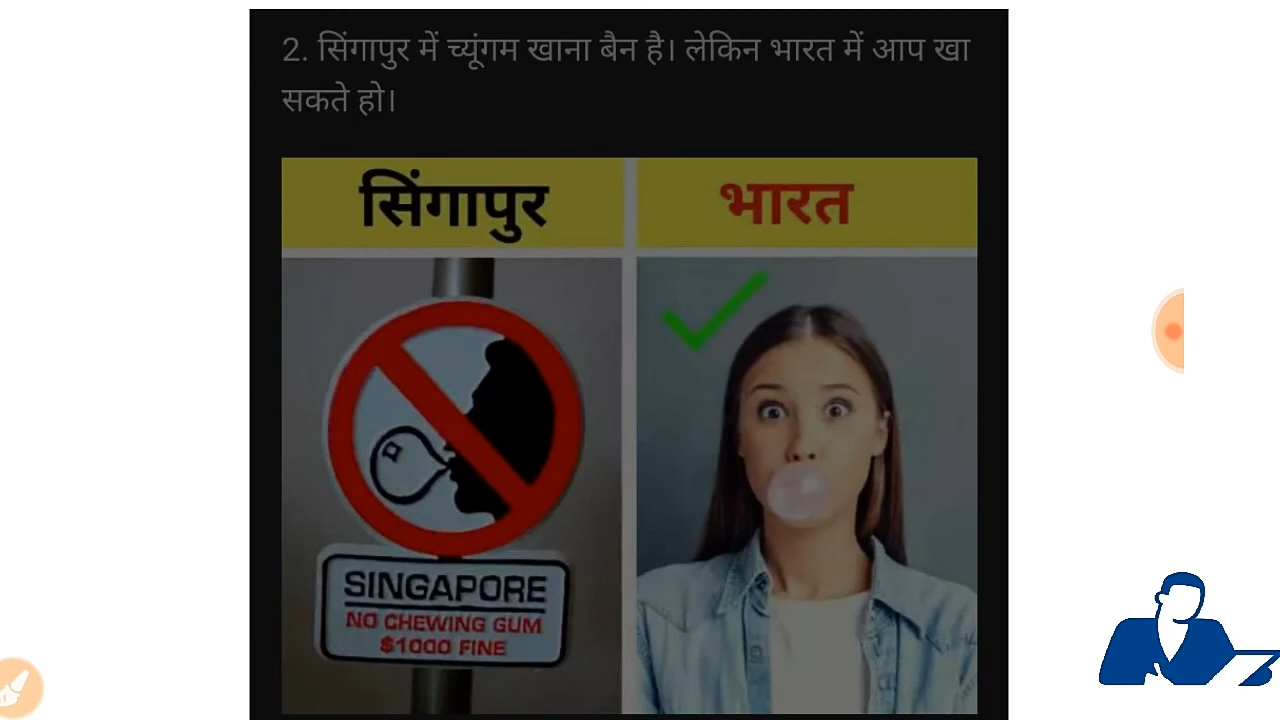 2. सिंगापुर में च्यूंगम खाना बैन है। लेकिन भारत में आप खा
सकते हो।
सिंगापुर
भारत
SINGAPORE
NO CHEWING GUM
$1000 FINE